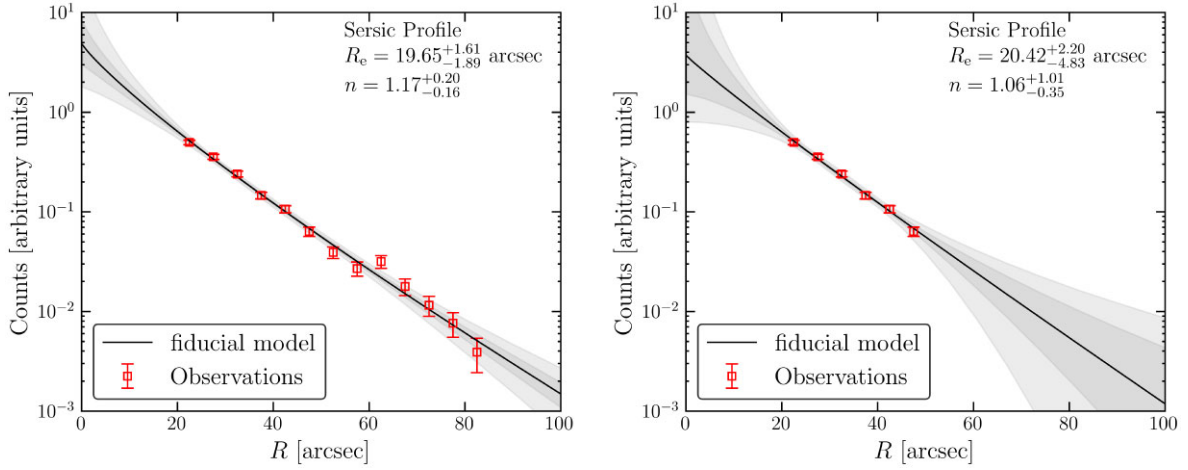 Sersic Profile
R_e = 19.65^{+1.61}_{-1.89} arcsec
n = 1.17^{+0.20}_{-0.16}
Counts [arbitrary units]
10^1
10^0
10^{-1}
10^{-2}
10^{-3}
fiducial model
Observations
0 20 40 60 80 100
R [arcsec]
Sersic Profile
R_e = 20.42^{+2.20}_{-4.83} arcsec
n = 1.06^{+1.01}_{-0.35}
Counts [arbitrary units]
10^1
10^0
10^{-1}
10^{-2}
10^{-3}
fiducial model
Observations
0 20 40 60 80 100
R [arcsec]